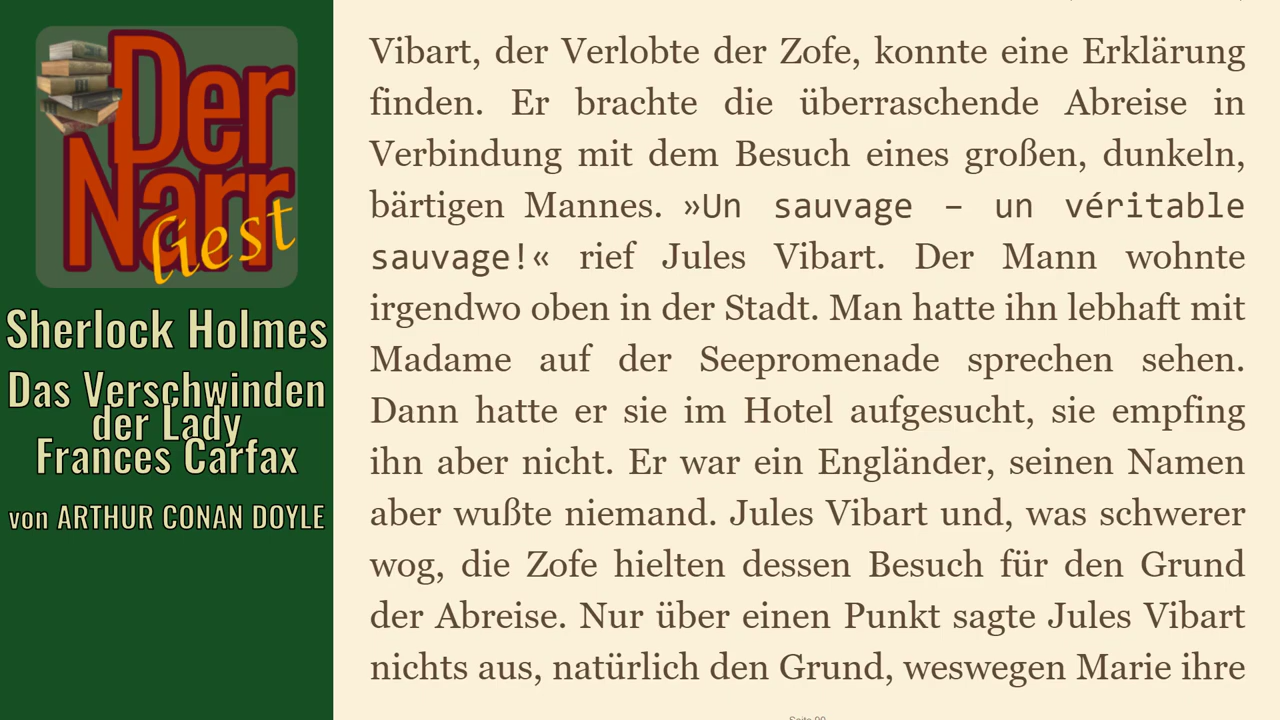 Der
Narr
liest
Sherlock Holmes
Das Verschwinden
der Lady
Frances Carfax
von ARTHUR CONAN DOYLE
Vibart, der Verlobte der Zofe, konnte eine Erklärung
finden. Er brachte die überraschende Abreise in
Verbindung mit dem Besuch eines großen, dunkeln,
bärtigen Mannes. »Un sauvage – un véritable
sauvage!« rief Jules Vibart. Der Mann wohnte
irgendwo oben in der Stadt. Man hatte ihn lebhaft mit
Madame auf der Seepromenade sprechen sehen.
Dann hatte er sie im Hotel aufgesucht, sie empfing
ihn aber nicht. Er war ein Engländer, seinen Namen
aber wußte niemand. Jules Vibart und, was schwerer
wog, die Zofe hielten dessen Besuch für den Grund
der Abreise. Nur über einen Punkt sagte Jules Vibart
nichts aus, natürlich den Grund, weswegen Marie ihre